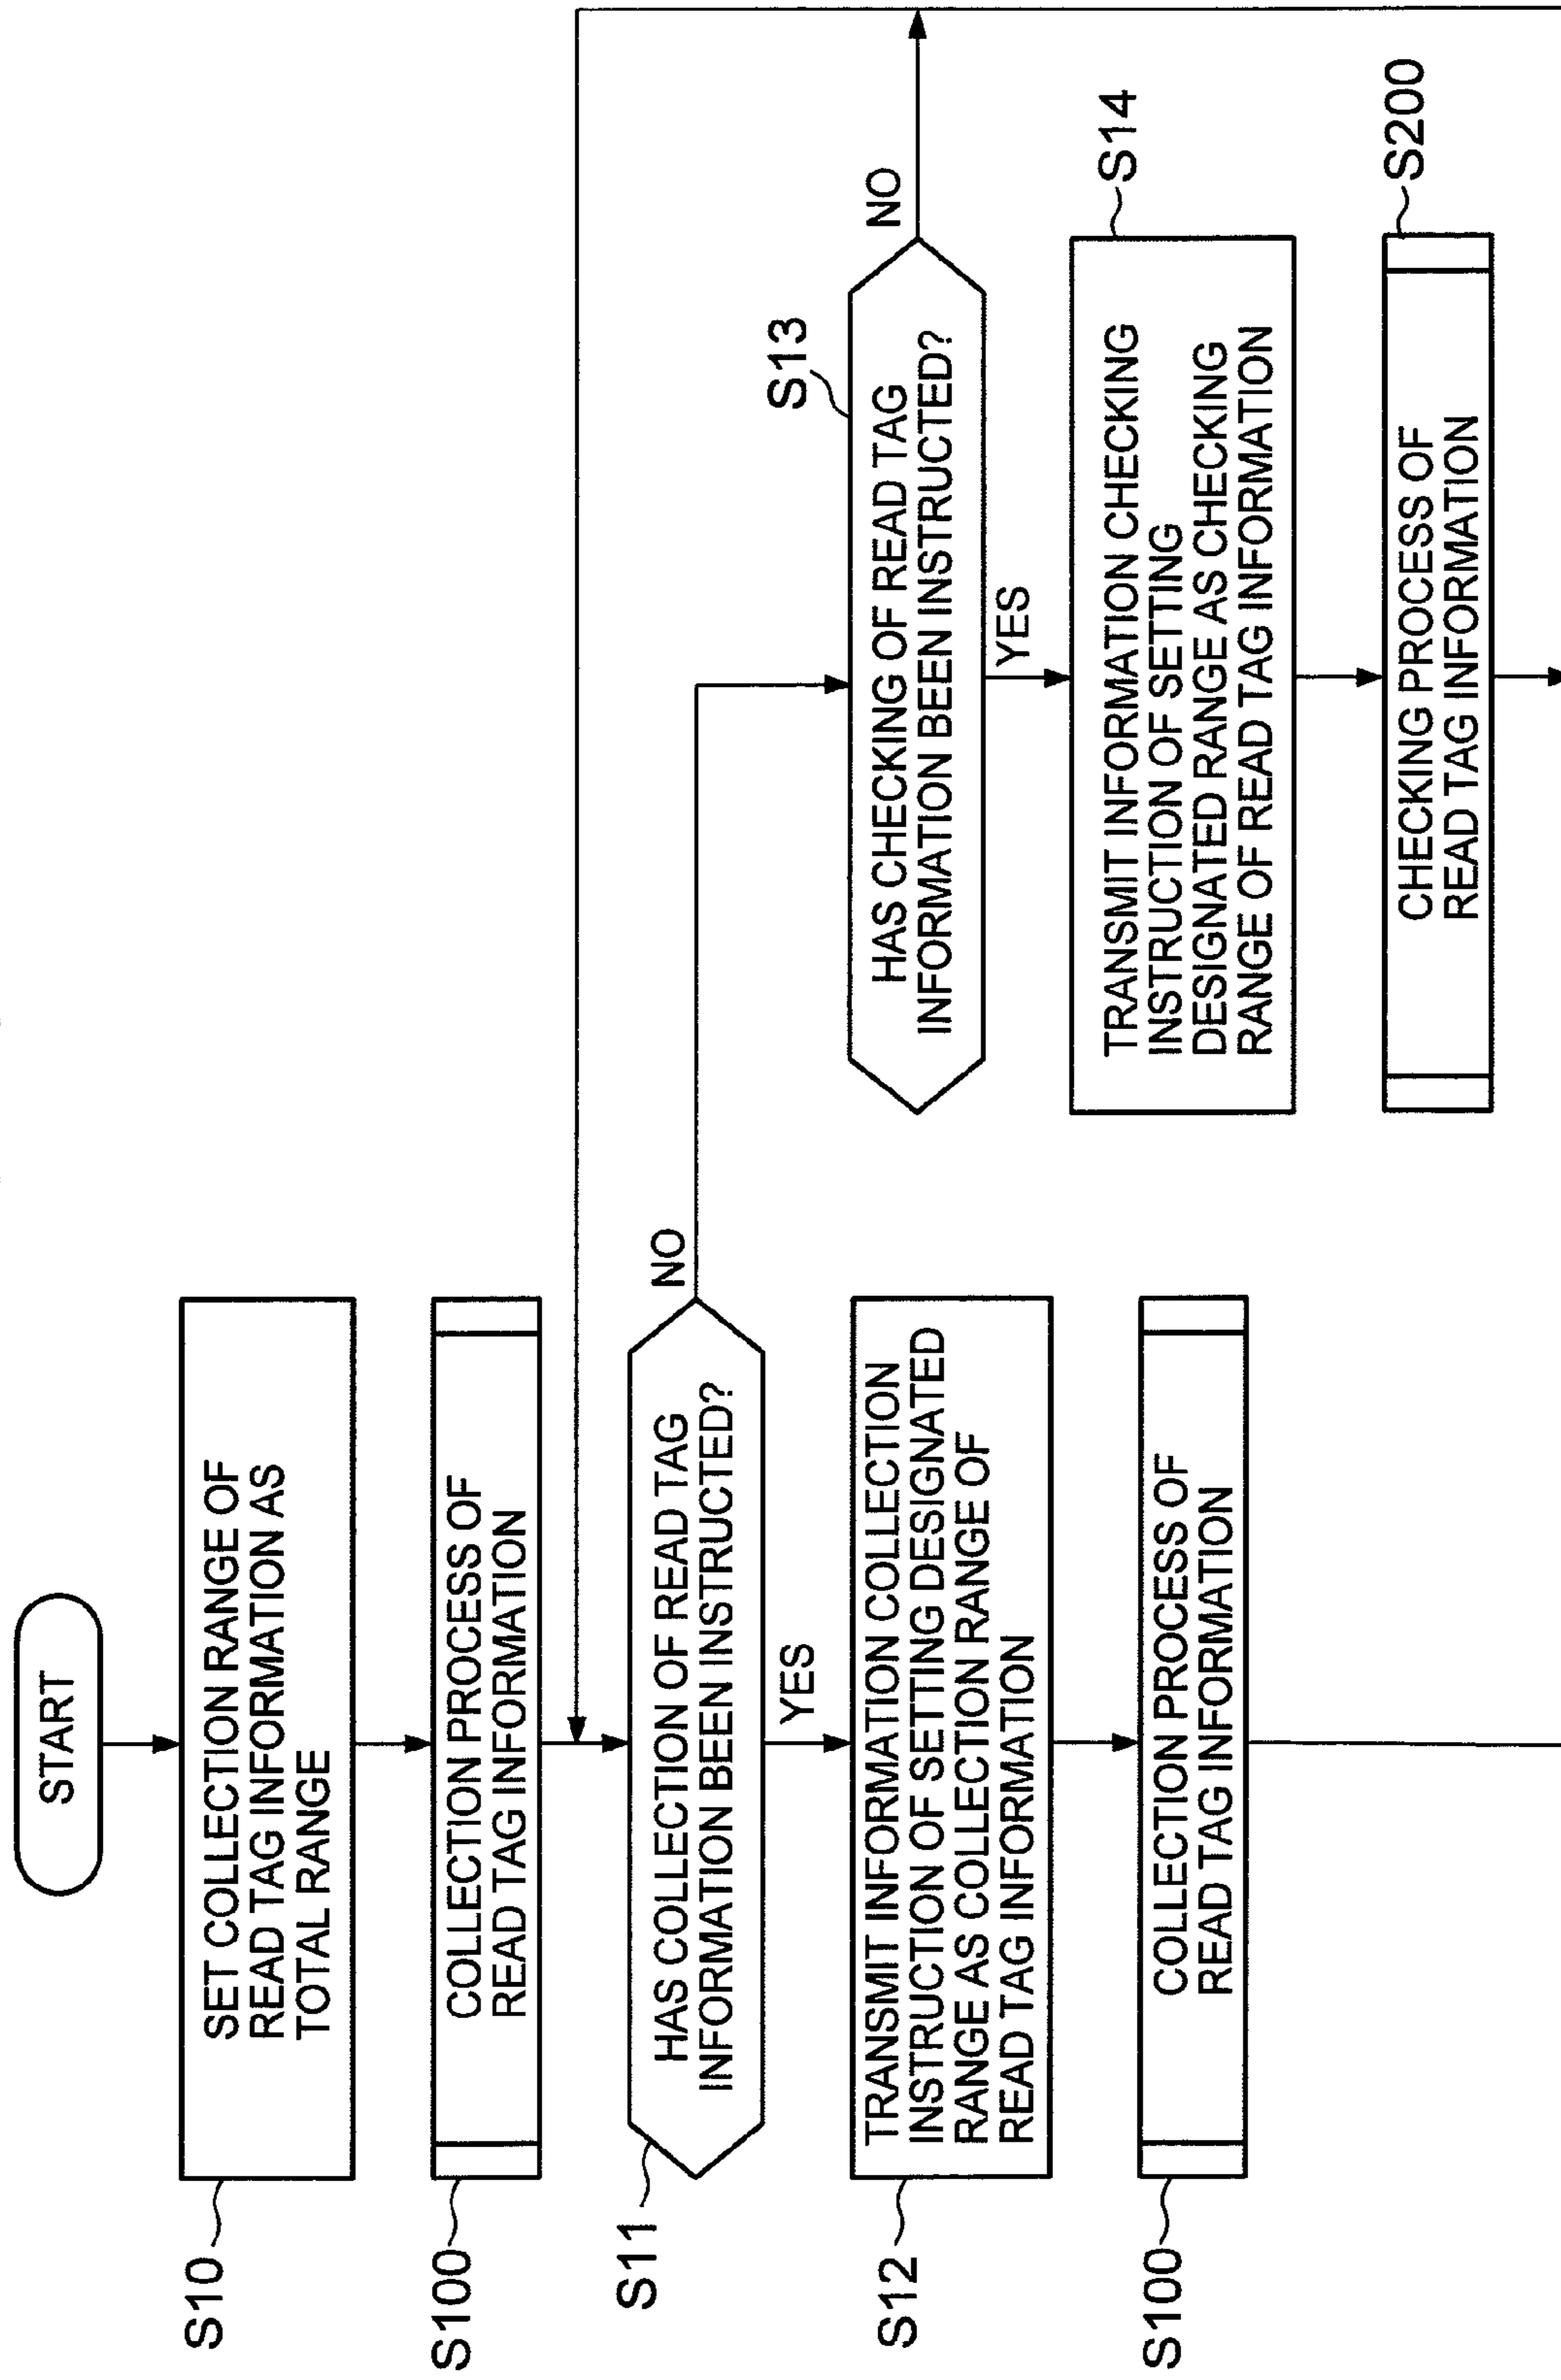 START
S10
SET COLLECTION RANGE OF
READ TAG INFORMATION AS
TOTAL RANGE
S100
COLLECTION PROCESS OF
READ TAG INFORMATION
S11
HAS COLLECTION OF READ TAG
INFORMATION BEEN INSTRUCTED?
NO
YES
S12
TRANSMIT INFORMATION COLLECTION
INSTRUCTION OF SETTING DESIGNATED
RANGE AS COLLECTION RANGE OF
READ TAG INFORMATION
S100
COLLECTION PROCESS OF
READ TAG INFORMATION
S13
HAS CHECKING OF READ TAG
INFORMATION BEEN INSTRUCTED?
NO
YES
S14
TRANSMIT INFORMATION CHECKING
INSTRUCTION OF SETTING
DESIGNATED RANGE AS CHECKING
RANGE OF READ TAG INFORMATION
S200
CHECKING PROCESS OF
READ TAG INFORMATION